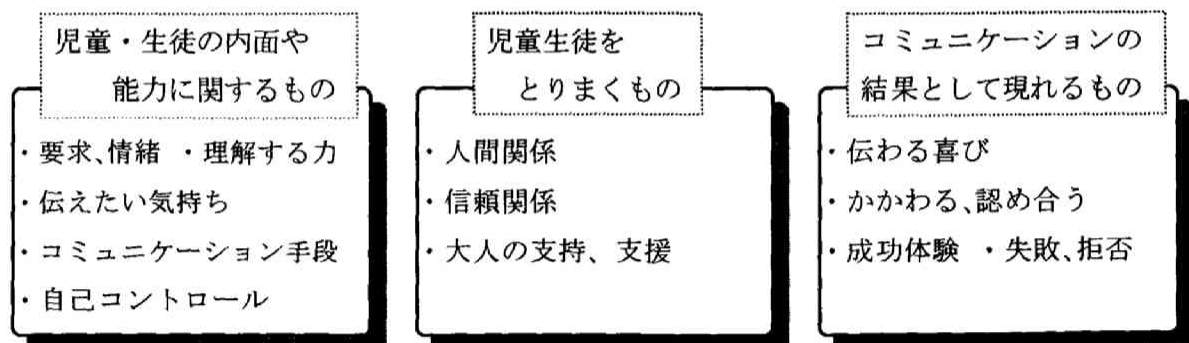 児童・生徒の内面や
能力に関するもの
・要求、情緒 ・理解する力
・伝えたい気持ち
・コミュニケーション手段
・自己コントロール
児童生徒を
とりまくもの
・人間関係
・信頼関係
・大人の支持、支援
コミュニケーションの
結果として現れるもの
・伝わる喜び
・かかわる、認め合う
・成功体験 ・失敗、拒否